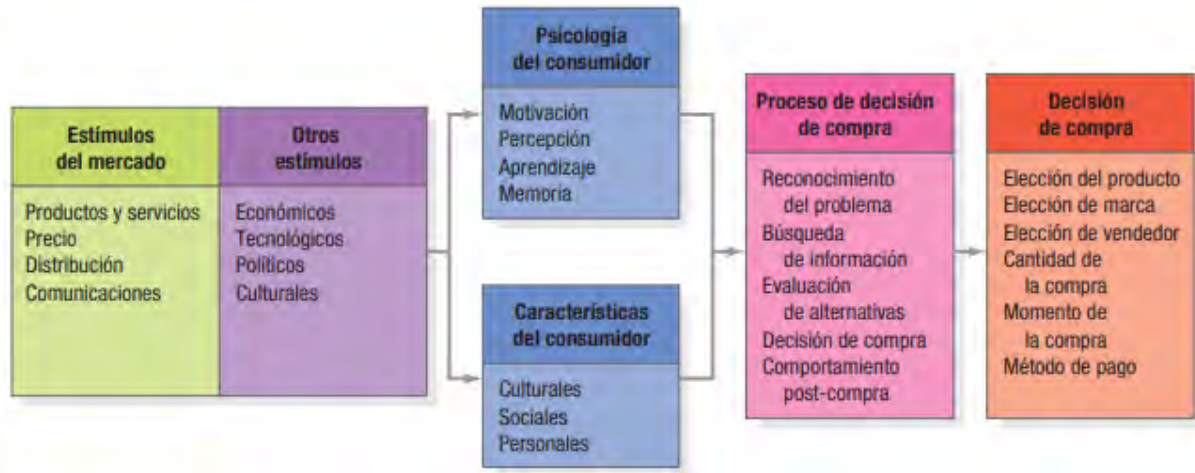 Estímulos
del mercado
Productos y servicios
Precio
Distribución
Comunicaciones
Otros
estímulos
Económicos
Tecnológicos
Políticos
Culturales
Psicología
del consumidor
Motivación
Percepción
Aprendizaje
Memoria
Características
del consumidor
Culturales
Sociales
Personales
Proceso de decisión
de compra
Reconocimiento
del problema
Búsqueda
de información
Evaluación
de alternativas
Decisión de compra
Comportamiento
post-compra
Decisión
de compra
Elección del producto
Elección de marca
Elección de vendedor
Cantidad de
la compra
Momento de
la compra
Método de pago